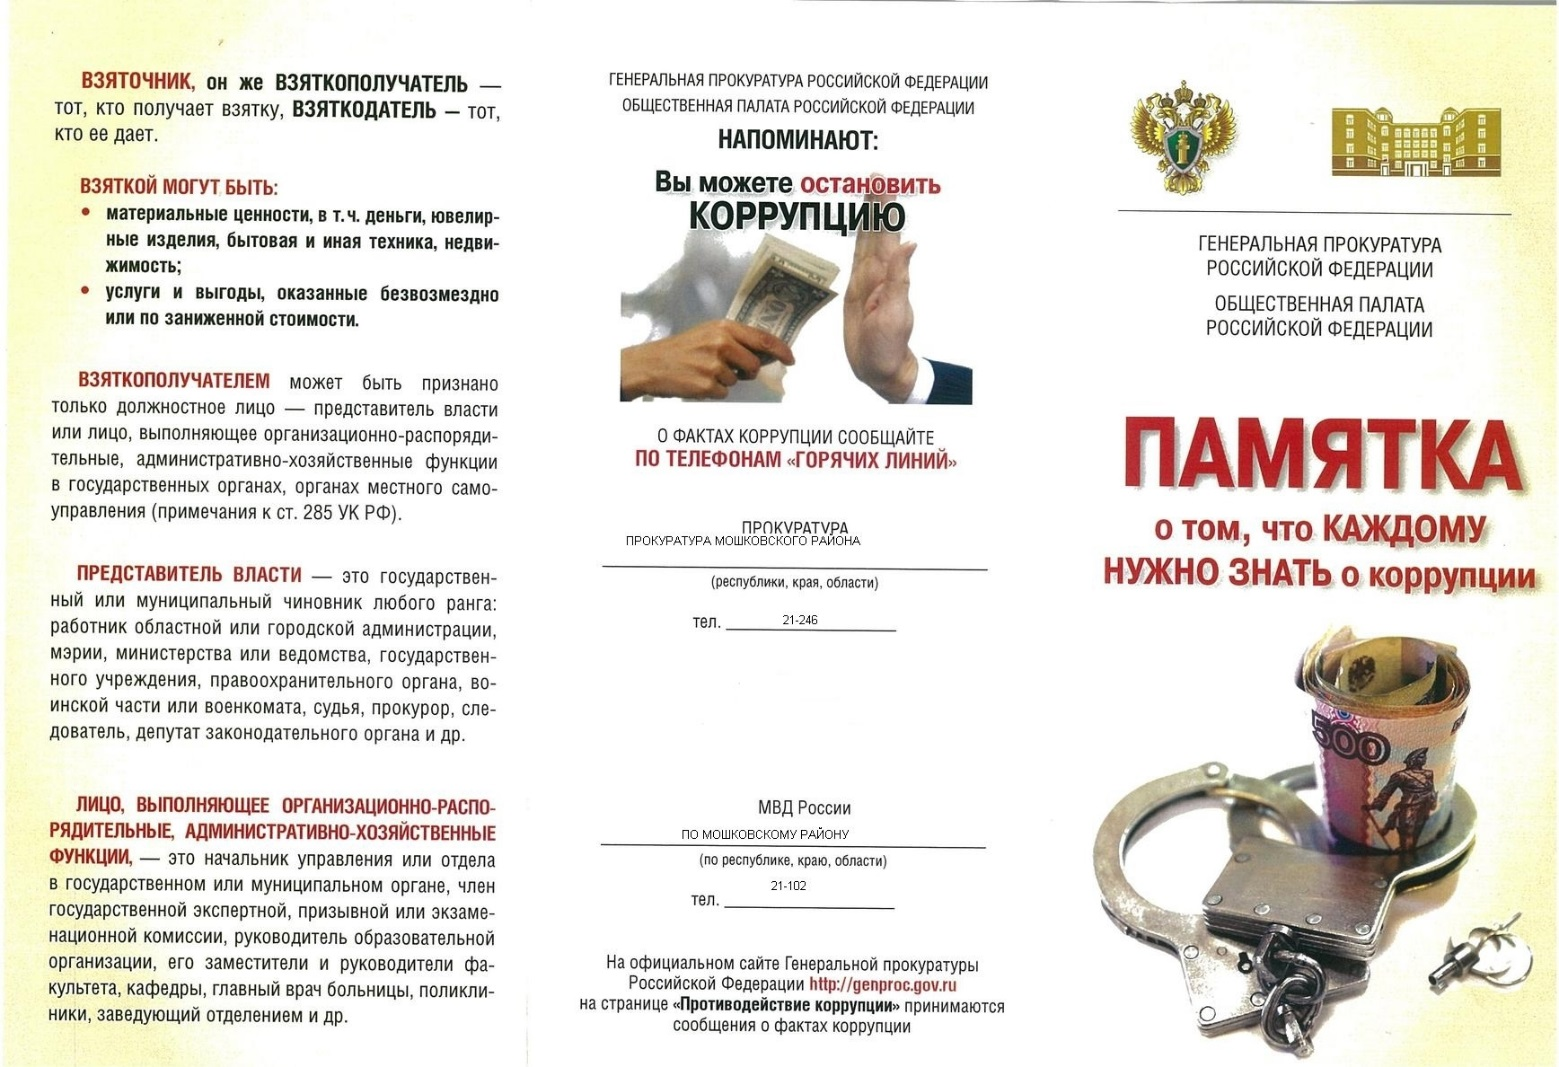 ВЗЯТОЧНИК, он же ВЗЯТКОПОЛУЧАТЕЛЬ —
тот, кто получает взятку, ВЗЯТКОДАТЕЛЬ — тот,
кто ее дает.
ВЗЯТКОЙ МОГУТ БЫТЬ:
• материальные ценности, в т.ч. деньги, ювелир-
ные изделия, бытовая и иная техника, недви-
жимость;
• услуги и выгоды, оказанные безвозмездно
или по заниженной стоимости.
ВЗЯТКОПОЛУЧАТЕЛЕМ может быть признано
только должностное лицо — представитель власти
или лицо, выполняющее организационно-распоряди-
тельные, административно-хозяйственные функции
в государственных органах, органах местного само-
управления (примечания к ст. 285 УК РФ).
ПРЕДСТАВИТЕЛЬ ВЛАСТИ — это государствен-
ный или муниципальный чиновник любого ранга:
работник областной или городской администрации,
мэрии, министерства или ведомства, государствен-
ного учреждения, правоохранительного органа, во-
инской части или военкомата, судья, прокурор, сле-
дователь, депутат законодательного органа и др.
ЛИЦО, ВЫПОЛНЯЮЩЕЕ ОРГАНИЗАЦИОННО-РАСПО-
РЯДИТЕЛЬНЫЕ, АДМИНИСТРАТИВНО-ХОЗЯЙСТВЕННЫЕ
ФУНКЦИИ, — это начальник управления или отдела
в государственном или муниципальном органе, член
государственной экспертной, призывной или экзаме-
национной комиссии, руководитель образовательной
организации, его заместители и руководители фа-
культета, кафедры, главный врач больницы, поликли-
ники, заведующий отделением и др.
ГЕНЕРАЛЬНАЯ ПРОКУРАТУРА РОССИЙСКОЙ ФЕДЕРАЦИИ
ОБЩЕСТВЕННАЯ ПАЛАТА РОССИЙСКОЙ ФЕДЕРАЦИИ
НАПОМИНАЮТ:
Вы можете остановить
КОРРУПЦИЮ
О ФАКТАХ КОРРУПЦИИ СООБЩАЙТЕ
ПО ТЕЛЕФОНАМ «ГОРЯЧИХ ЛИНИЙ»
ПРОКУРАТУРА
ПРОКУРАТУРА МОШКОВСКОГО РАЙОНА
(республики, края, области)
тел. 21-246
МВД России
ПО МОШКОВСКОМУ РАЙОНУ
(по республике, краю, области)
тел. 21-102
На официальном сайте Генеральной прокуратуры
Российской Федерации http://genproc.gov.ru
на странице «Противодействие коррупции» принимаются
сообщения о фактах коррупции
ГЕНЕРАЛЬНАЯ ПРОКУРАТУРА
РОССИЙСКОЙ ФЕДЕРАЦИИ
ОБЩЕСТВЕННАЯ ПАЛАТА
РОССИЙСКОЙ ФЕДЕРАЦИИ
ПАМЯТКА
о том, что КАЖДОМУ
НУЖНО ЗНАТЬ о коррупции
500